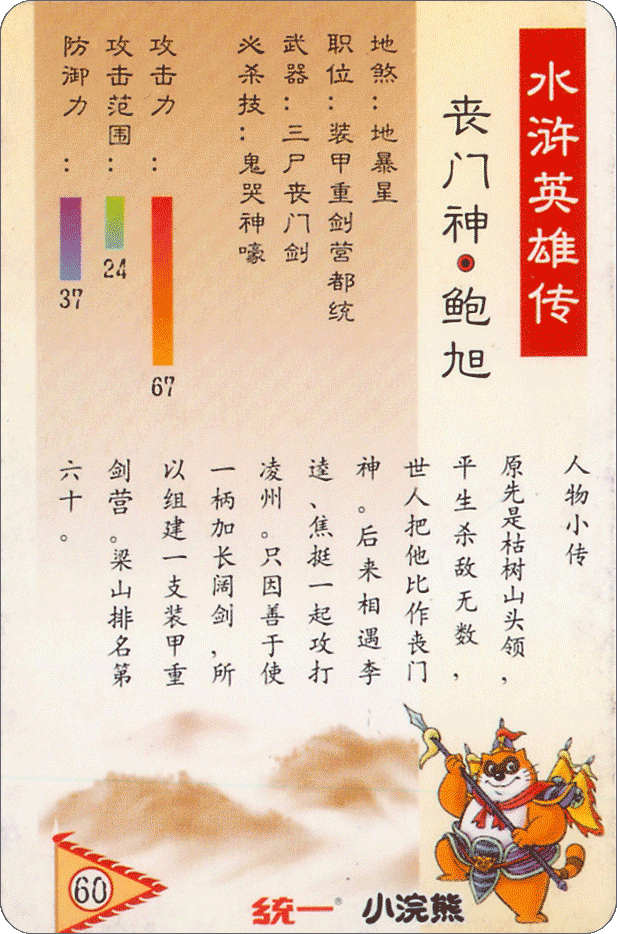 水浒英雄传
丧门神·鲍旭
地煞：地暴星
职位：装甲重剑营都统
武器：三尸丧门剑
必杀技：鬼哭神嚎
攻击力：
67
攻击范围：
24
防御力：
37
人物小传
原先是枯树山头领，
平生杀敌无数，
世人把他比作丧门
神。后来相遇李
逵、焦挺一起攻打
凌州。只因善于使
一柄加长阔剑，所
以组建一支装甲重
剑营。梁山排名第
六十。
60
统一®
小浣熊